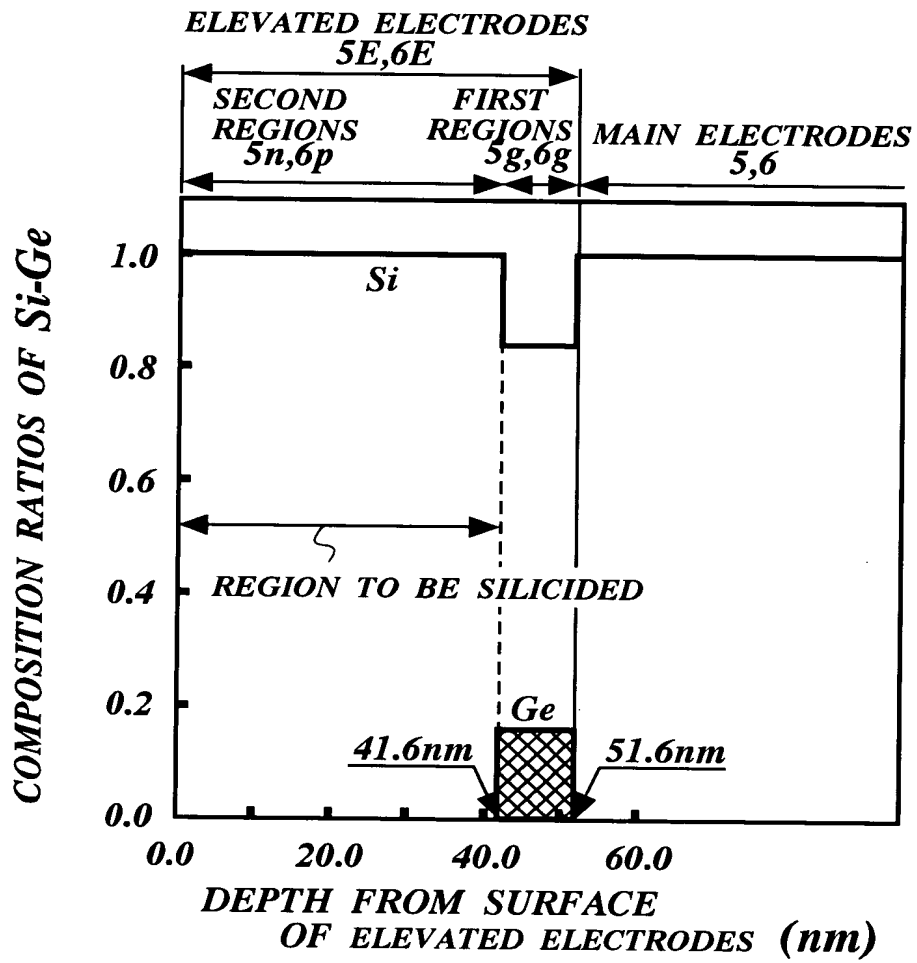 ELEVATED ELECTRODES
5E,6E
SECOND REGIONS
5n,6p
FIRST REGIONS
5g,6g
MAIN ELECTRODES
5,6
COMPOSITION RATIOS OF Si-Ge
1.0
0.8
0.6
0.4
0.2
0.0
Si
REGION TO BE SILICIDED
Ge
41.6nm
51.6nm
0.0
20.0
40.0
60.0
DEPTH FROM SURFACE
OF ELEVATED ELECTRODES (nm)